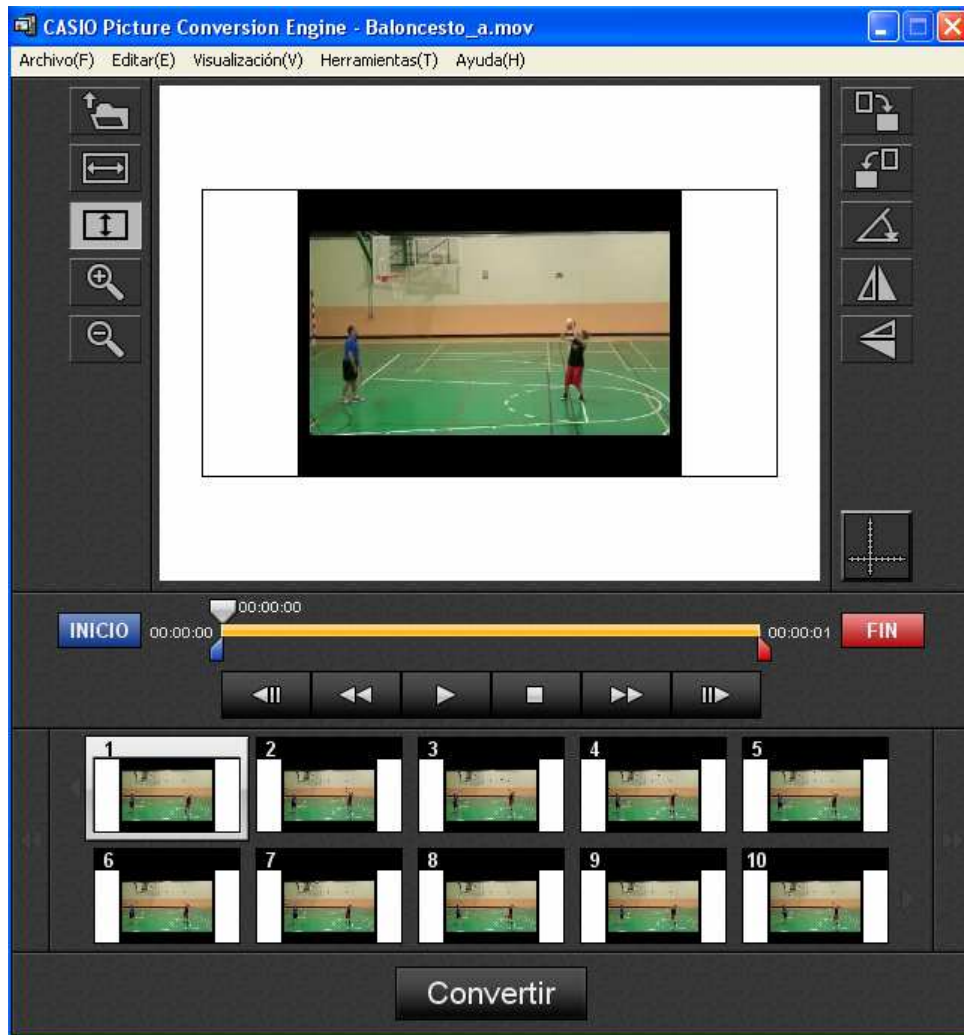 CASIO Picture Conversion Engine - Baloncesto_a.mov
Archivo(F) Editar(E) Visualización(V) Herramientas(T) Ayuda(H)
00:00:00
INICIO 00:00:00 00:00:01 FIN
1 2 3 4 5
6 7 8 9 10
Convertir